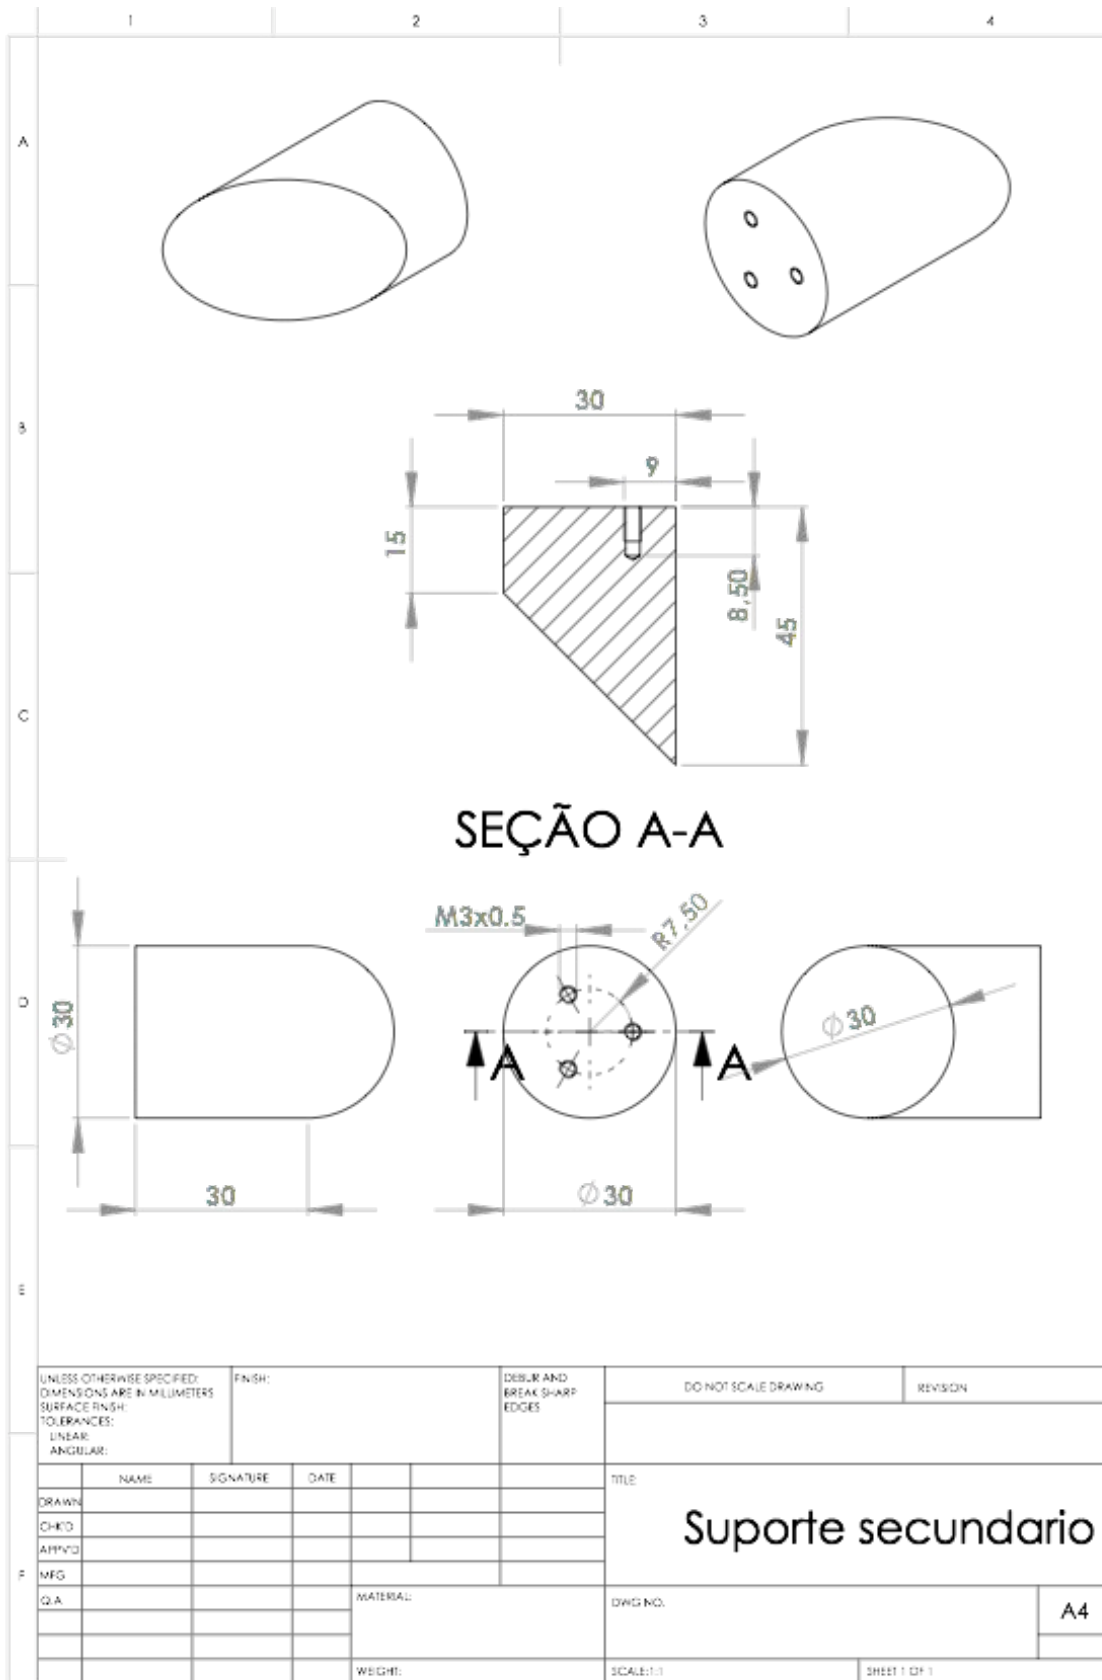 1 2 3 4
A
B
C
D
E
F
30
9
15
8.50
45
SEÇÃO A-A
M3x0.5
R7.50
Ø30
A A
Ø30
30
Ø30
UNLESS OTHERWISE SPECIFIED:
DIMENSIONS ARE IN MILLIMETERS
SURFACE FINISH:
TOLERANCES:
LINEAR:
ANGULAR:
FINISH:
DEBUR AND
BREAK SHARP
EDGES
DO NOT SCALE DRAWING
REVISION
NAME SIGNATURE DATE
DRAWN
CHK'D
APPV'D
MFG
Q.A
TITLE:
Suporte secundario
MATERIAL:
DWG NO.
A4
WEIGHT:
SCALE:1:1
SHEET 1 OF 1